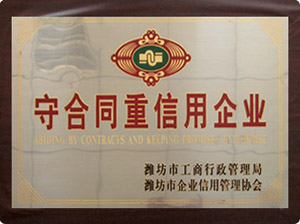 守合同重信用企业
ABIDING BY CONTRACTS AND KEEPING
潍坊市工商行政管理局
潍坊市企业信用管理协会